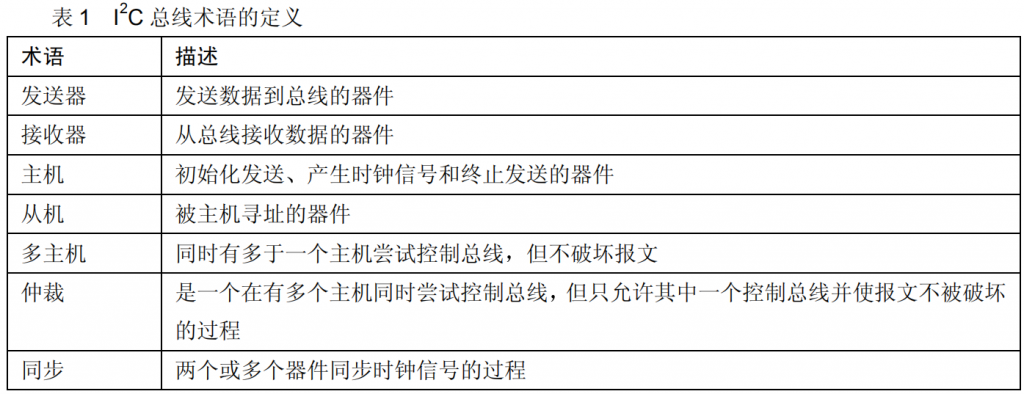 表 1 I²C 总线术语的定义
术语 描述
发送器 发送数据到总线的器件
接收器 从总线接收数据的器件
主机 初始化发送、产生时钟信号和终止发送的器件
从机 被主机寻址的器件
多主机 同时有多于一个主机尝试控制总线，但不破坏报文
仲裁 是一个在有多个主机同时尝试控制总线，但只允许其中一个控制总线并使报文不被破坏
的过程
同步 两个或多个器件同步时钟信号的过程